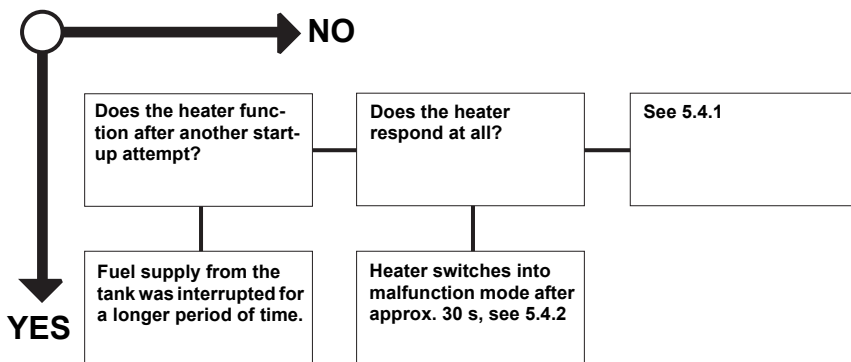 NO
Does the heater func-
tion after another start-
up attempt?
Does the heater
respond at all?
See 5.4.1
Fuel supply from the
tank was interrupted for
a longer period of time.
Heater switches into
malfunction mode after
approx. 30 s, see 5.4.2
YES